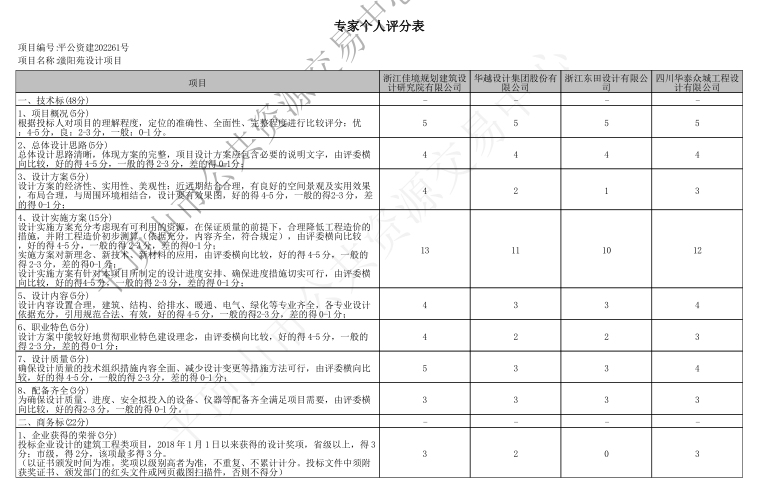 专家个人评分表
项目编号:平公资建202261号
项目名称:滍阳苑设计项目
项目 浙江佳境规划建筑设计研究院有限公司 华越设计集团股份有限公司 浙江东田设计有限公司 四川华泰众城工程设计有限公司
一、技术标(48分) – – – –
1、项目概况(5分)
根据投标人对项目的理解程度，定位的准确性、全面性、完整程度进行比较评分；优
：4-5分，良：2-3分，一般：0-1分。 5 5 5 5
2、总体设计思路(5分)
总体设计思路清晰，体现方案的完整，项目设计方案应包含必要的说明文字，由评委横
向比较，好的得4-5分，一般的得2-3分，差的得0-1分； 4 4 4 4
3、设计方案(5分)
设计方案的经济性、实用性、美观性；近远期结合合理，有良好的空间景观及实用效果
，布局合理，与周围环境相结合，设计要有效果图，好的得4-5分，一般的得2-3分，差
的得0-1分； 4 2 1 3
4、设计实施方案(15分)
设计实施方案充分考虑现有可利用的资源，在保证质量的前提下，合理降低工程造价的
措施，并附工程造价初步测算（依据充分，内容齐全，符合规定），由评委横向比较
，好的得4-5分，一般的得2-3分，差的得0-1分；
实施方案对新理念、新技术、新材料的应用，由评委横向比较，好的得4-5分，一般的
得2-3分，差的得0-1分；
设计实施方案有针对本项目所制定的设计进度安排、确保进度措施切实可行，由评委横
向比较，好的得4-5分，一般的得2-3分，差的得0-1分； 13 11 10 12
5、设计内容(5分)
设计内容设置合理，建筑、结构、给排水、暖通、电气、绿化等专业齐全，各专业设计
依据充分，引用规范合法、有效，好的得4-5分，一般得2-3分，差的得0-1分； 4 3 3 4
6、职业特色(5分)
设计方案中能较好地贯彻职业特色建设理念，由评委横向比较，好的得4-5分，一般的
得2-3分，差的得0-1分； 4 2 2 3
7、设计质量(5分)
确保设计质量的技术组织措施内容全面、减少设计变更等措施方法可行，由评委横向比
较，好的得4-5分，一般的得2-3分，差的得0-1分； 5 3 3 4
8、配备齐全(3分)
为确保设计质量、进度、安全拟投入的设备、仪器等配备齐全满足项目需要，由评委横
向比较。好的得2-3分，一般的得0-1分。 3 3 3 3
二、商务标(22分) – – – –
1、企业获得的荣誉(3分)
投标企业设计的建筑工程类项目，2018年1月1日以来获得的设计奖项，省级以上，得3
分；市级，得2分，该项最多得3分。
（以证书颁发时间为准。奖项以级别高者为准，不重复、不累计计分，投标文件中须附
获奖证书、颁发部门的红头文件或网页截图扫描件，否则不得分） 3 2 0 3
平顶山市公共资源交易中心
平顶山市公共资源交易中心